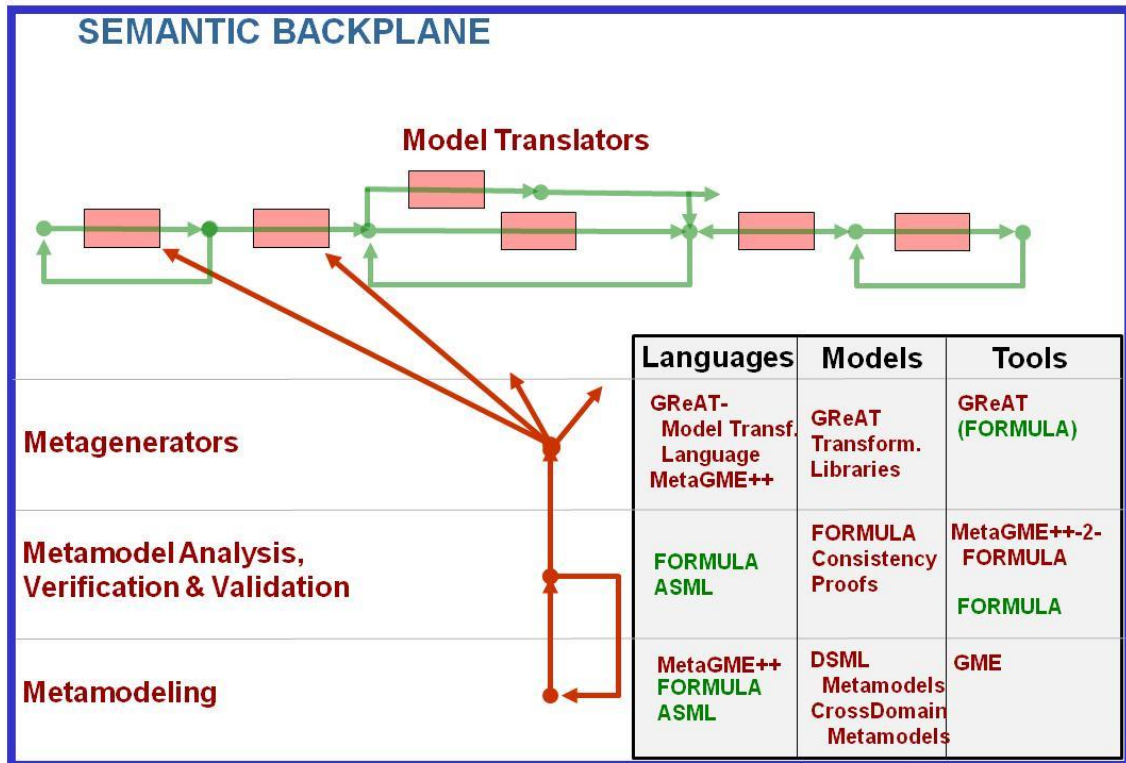 SEMANTIC BACKPLANE
Model Translators
Languages
Models
Tools
Metagenerators
GReAT-
Model Transf.
Language
MetaGME++
GReAT
Transform.
Libraries
GReAT
(FORMULA)
Metamodel Analysis,
Verification & Validation
FORMULA
ASML
FORMULA
Consistency
Proofs
MetaGME++-2-
FORMULA
FORMULA
Metamodeling
MetaGME++
FORMULA
ASML
DSML
Metamodels
CrossDomain
Metamodels
GME